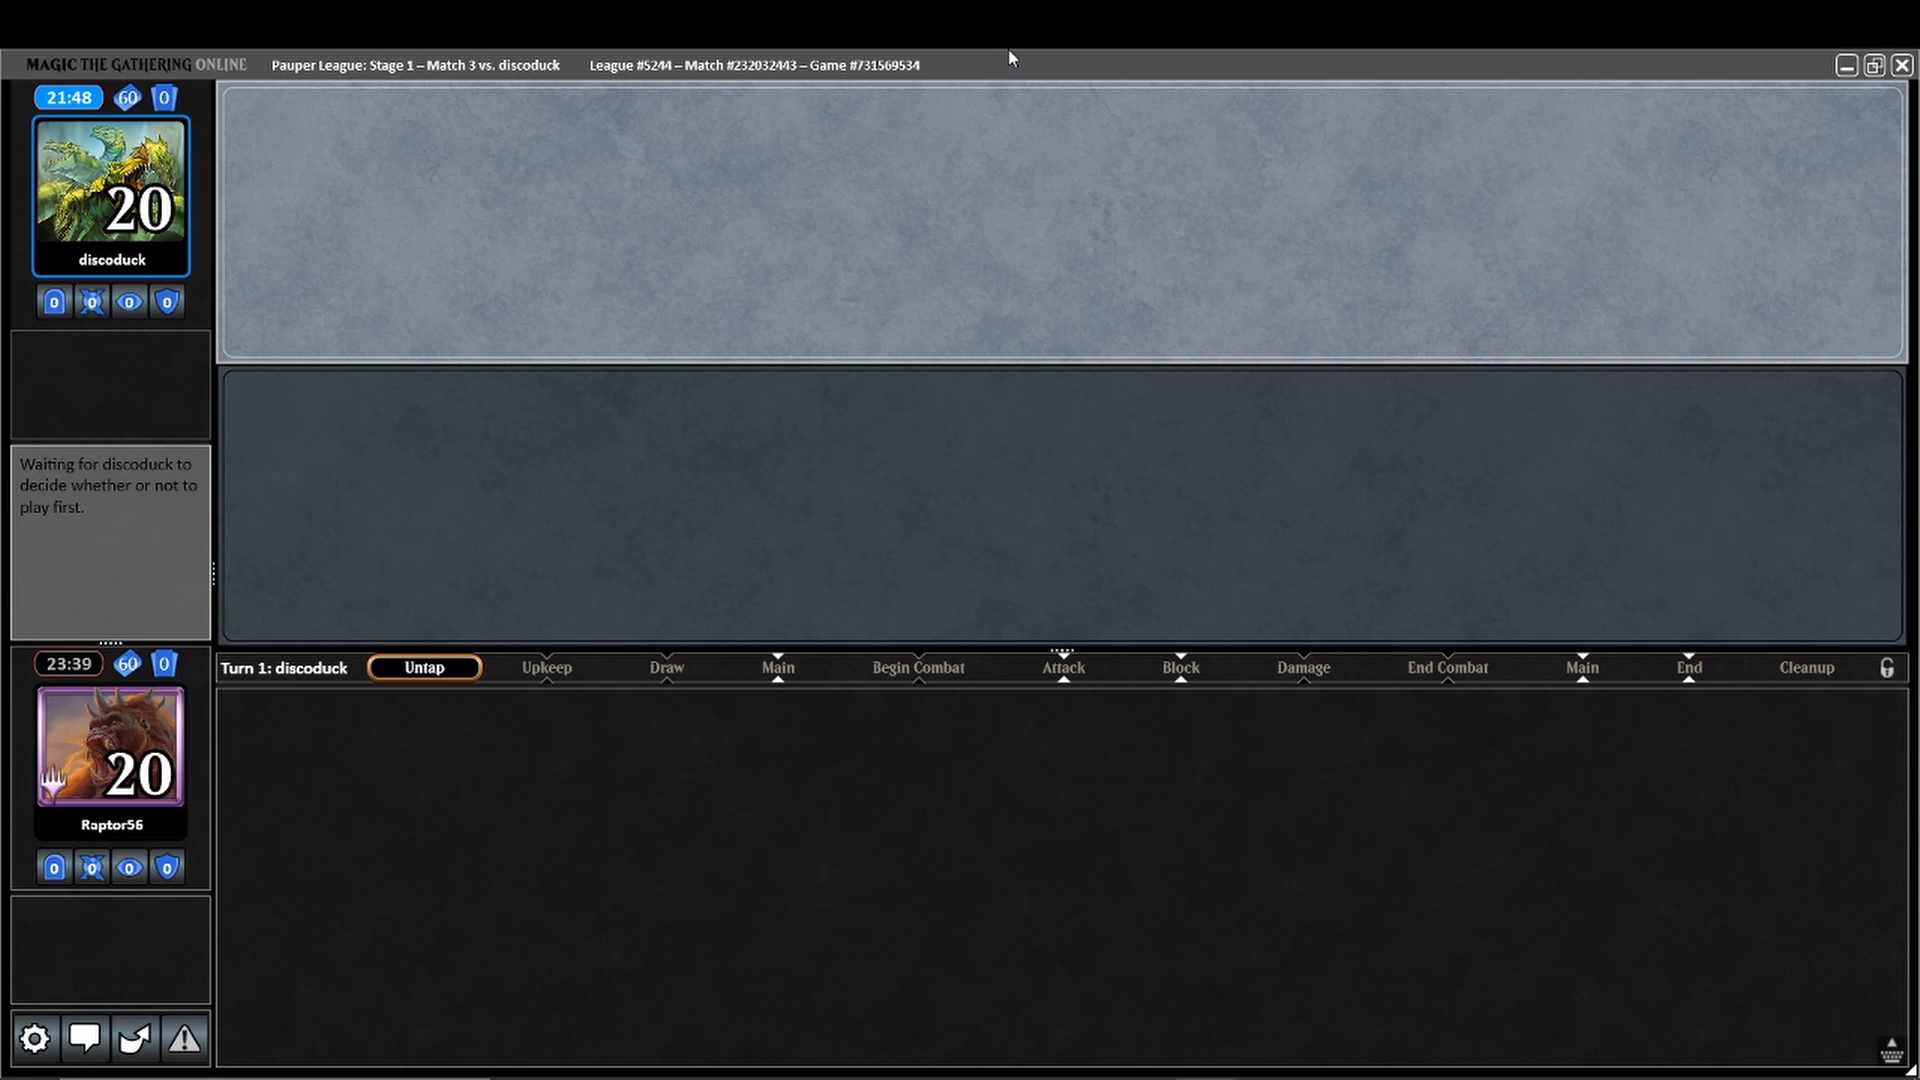 MAGIC THE GATHERING ONLINE Pauper League: Stage 1 – Match 3 vs. discoduck League #5244 – Match #232032443 – Game #731569534
21:48 60 0
20
discoduck
0 0 0 0
Waiting for discoduck to
decide whether or not to
play first.
23:39 60 0
Turn 1: discoduck Untap Upkeep Draw Main Begin Combat Attack Block Damage End Combat Main End Cleanup
20
Raptor56
0 0 0 0